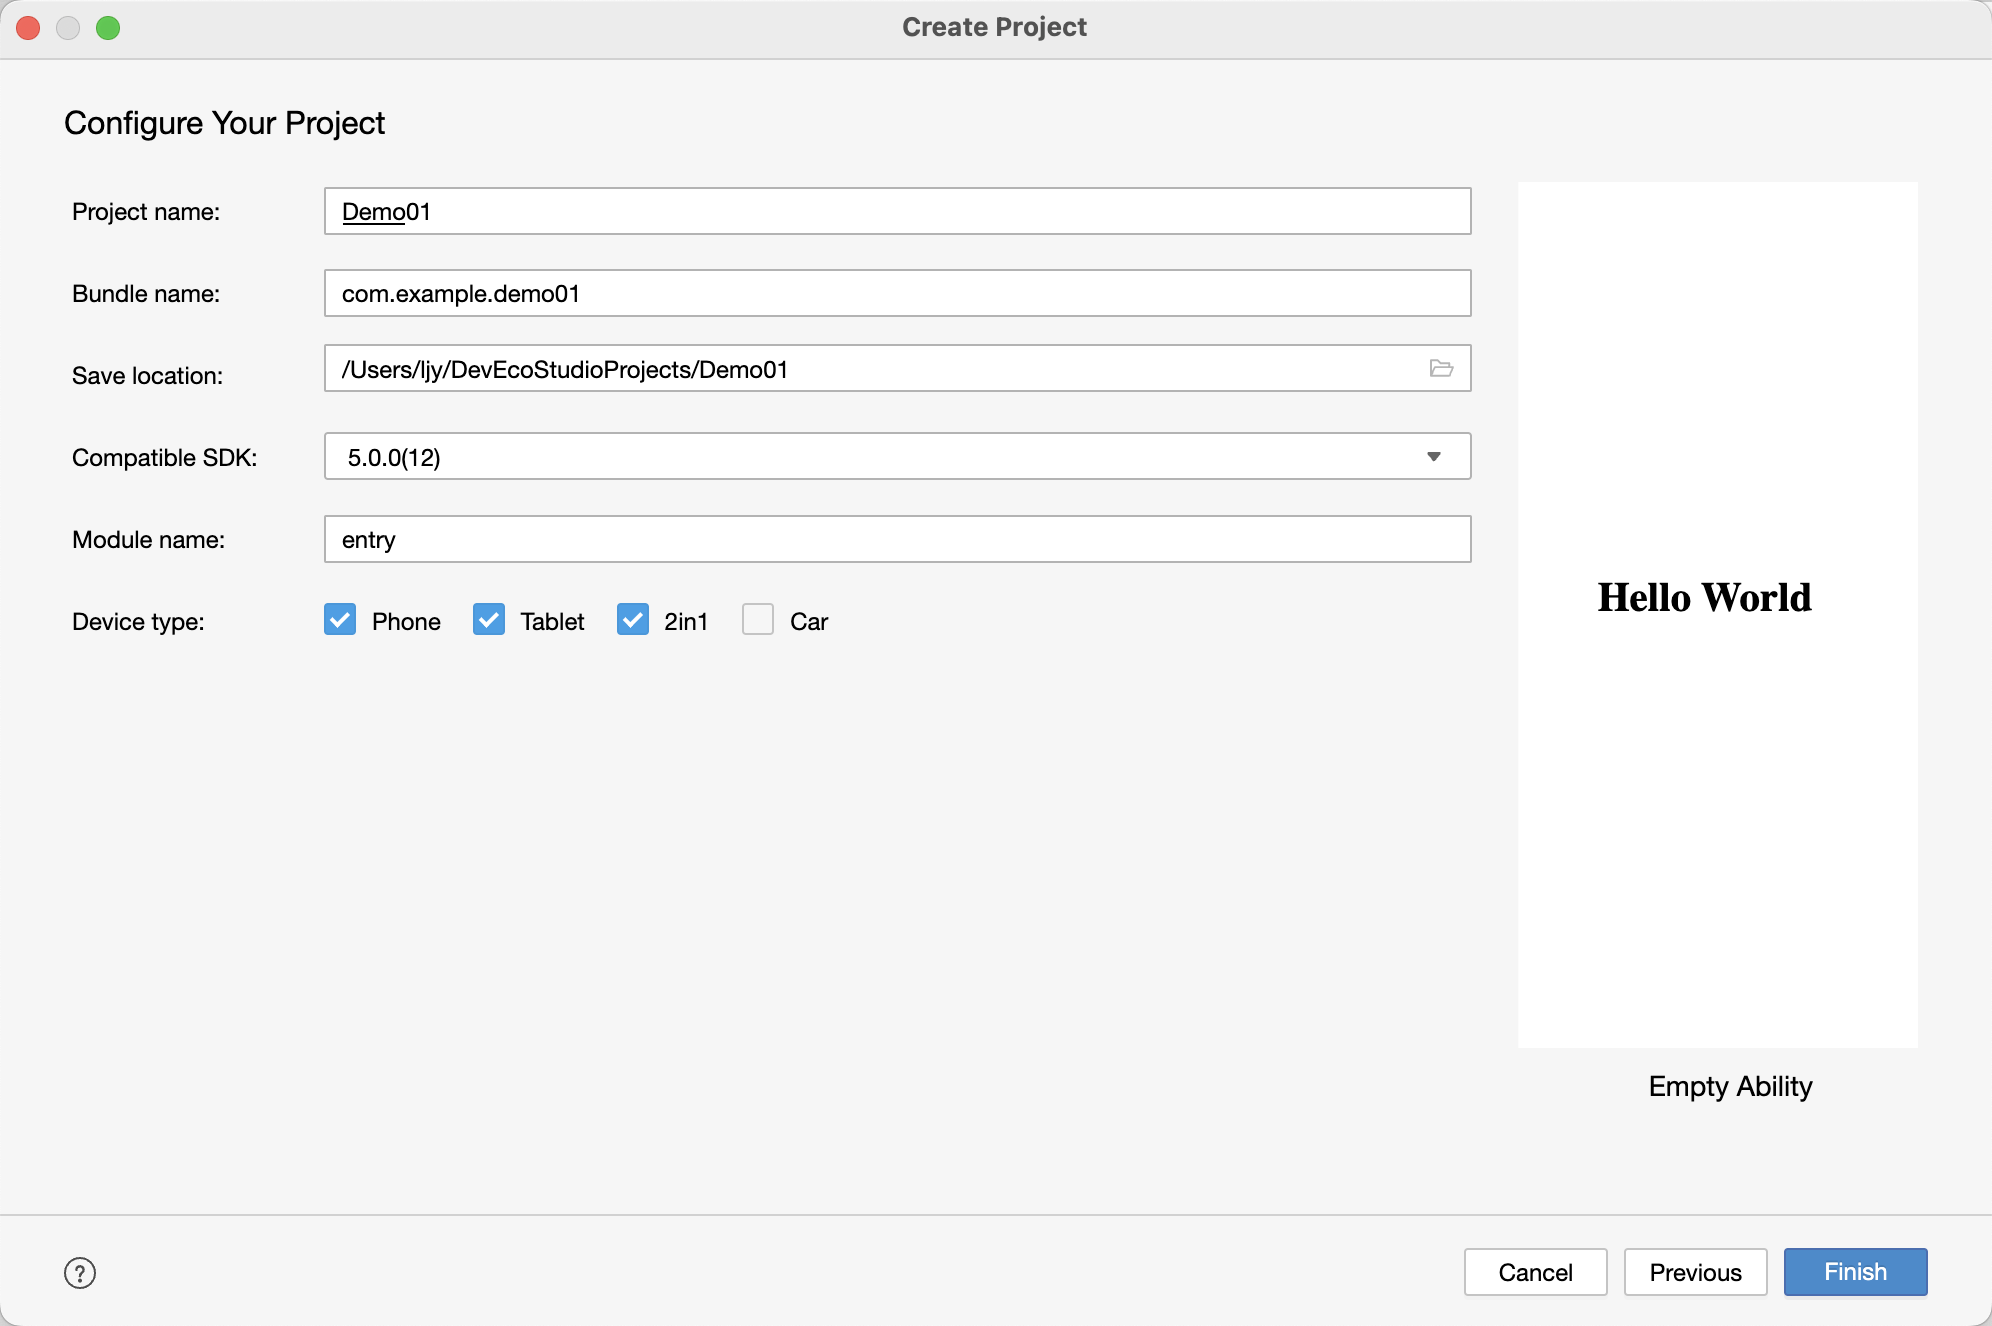 Create Project
Configure Your Project
Project name: Demo01
Bundle name: com.example.demo01
Save location: /Users/ljy/DevEcoStudioProjects/Demo01
Compatible SDK: 5.0.0(12)
Module name: entry
Device type: Phone Tablet 2in1 Car
Hello World
Empty Ability
? Cancel Previous Finish